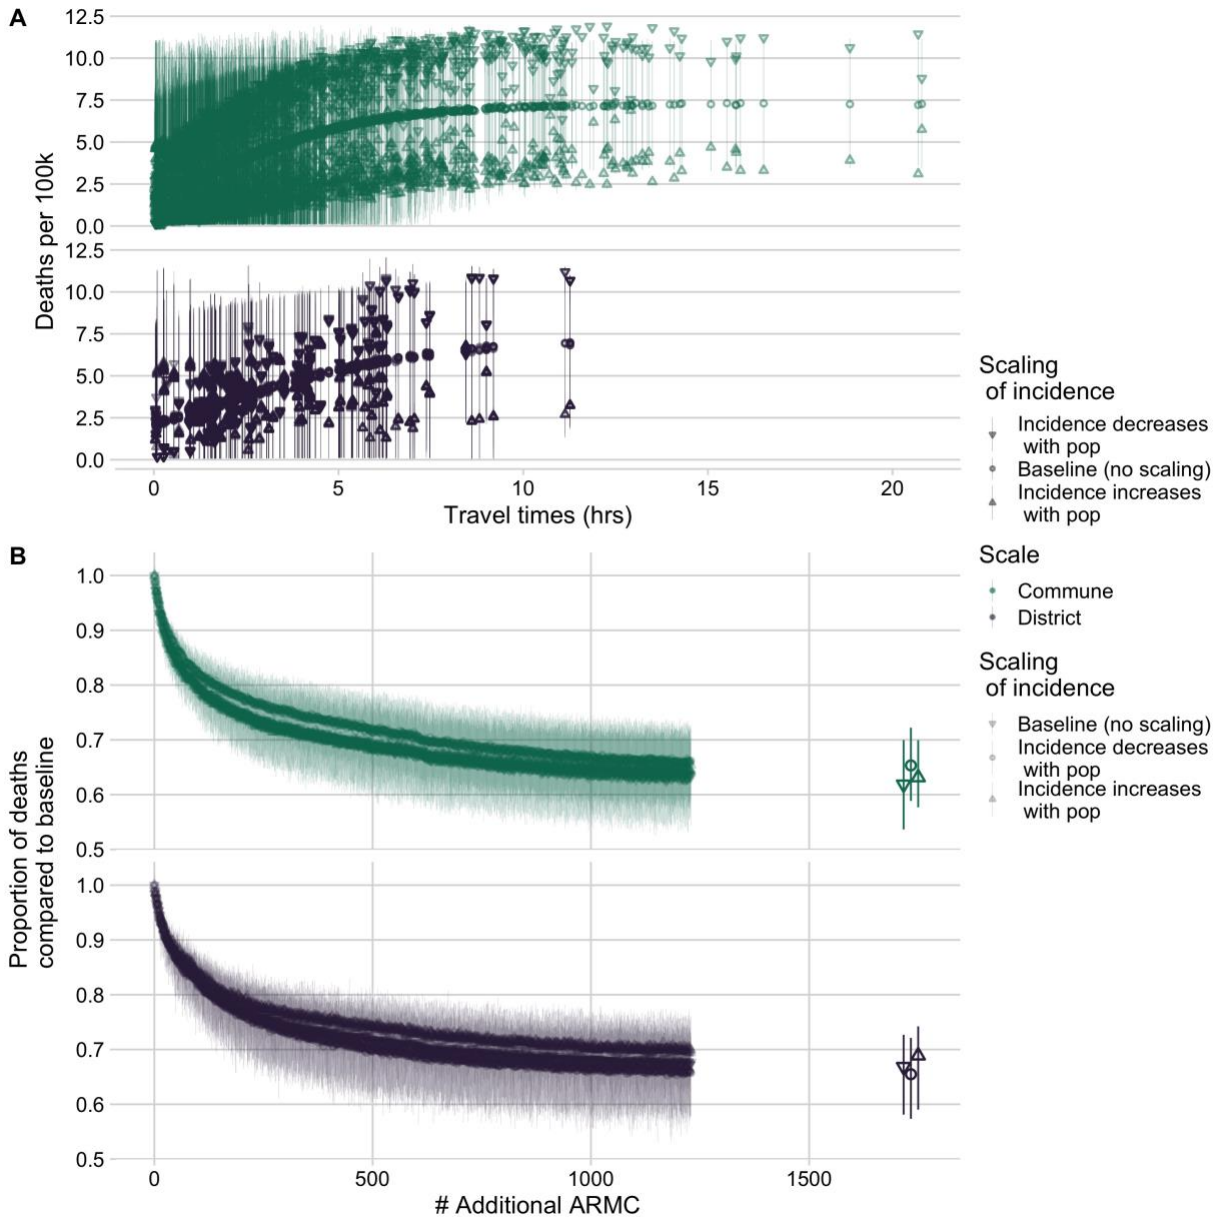 A
12.5
10.0
7.5
5.0
2.5
0.0
12.5
10.0
7.5
5.0
2.5
0.0
Deaths per 100k
0 5 10 15 20
Travel times (hrs)
Scaling
of incidence
Incidence decreases
with pop
Baseline (no scaling)
Incidence increases
with pop
Scale
Commune
District
Scaling
of incidence
Baseline (no scaling)
Incidence decreases
with pop
Incidence increases
with pop
B
1.0
0.9
0.8
0.7
0.6
0.5
1.0
0.9
0.8
0.7
0.6
0.5
Proportion of deaths
compared to baseline
0 500 1000 1500
# Additional ARMC